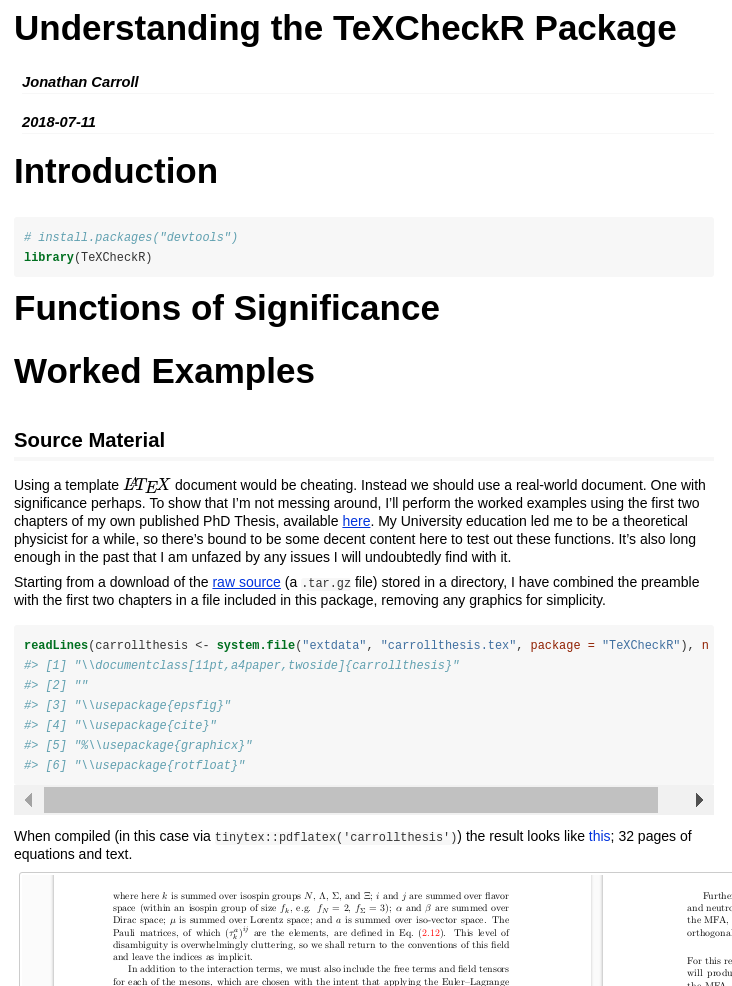 Understanding the TeXCheckR Package
Jonathan Carroll
2018-07-11
Introduction
# install.packages("devtools")
library(TeXCheckR)
Functions of Significance
Worked Examples
Source Material
Using a template LATEX document would be cheating. Instead we should use a real-world document. One with
significance perhaps. To show that I’m not messing around, I’ll perform the worked examples using the first two
chapters of my own published PhD Thesis, available here. My University education led me to be a theoretical
physicist for a while, so there’s bound to be some decent content here to test out these functions. It’s also long
enough in the past that I am unfazed by any issues I will undoubtedly find with it.
Starting from a download of the raw source (a .tar.gz file) stored in a directory, I have combined the preamble
with the first two chapters in a file included in this package, removing any graphics for simplicity.
readLines(carrollthesis <- system.file("extdata", "carrollthesis.tex", package = "TeXCheckR"), n
#> [1] "\\documentclass[11pt,a4paper,twoside]{carrollthesis}"
#> [2] ""
#> [3] "\\usepackage{epsfig}"
#> [4] "\\usepackage{cite}"
#> [5] "%\\usepackage{graphicx}"
#> [6] "\\usepackage{rotfloat}"
When compiled (in this case via tinytex::pdflatex('carrollthesis')) the result looks like this; 32 pages of
equations and text.
where here k is summed over isospin groups N, Λ, Σ, and Ξ; i and j are summed over flavor
space (within an isospin group of size f_k, e.g. f_N = 2, f_Σ = 3); α and β are summed over
Dirac space; μ is summed over Lorentz space; and a is summed over iso-vector space. The
Pauli matrices, of which (τ_k^a)^ij are the elements, are defined in Eq. (2.12). This level of
disambiguity is overwhelmingly cluttering, so we shall return to the conventions of this field
and leave the indices as implicit.
In addition to the interaction terms, we must also include the free terms and field tensors
for each of the mesons, which are chosen with the intent that applying the Euler–Lagrange
Furthe
and neutro
the MFA,
orthogonal
For this re
will produ
the MFA